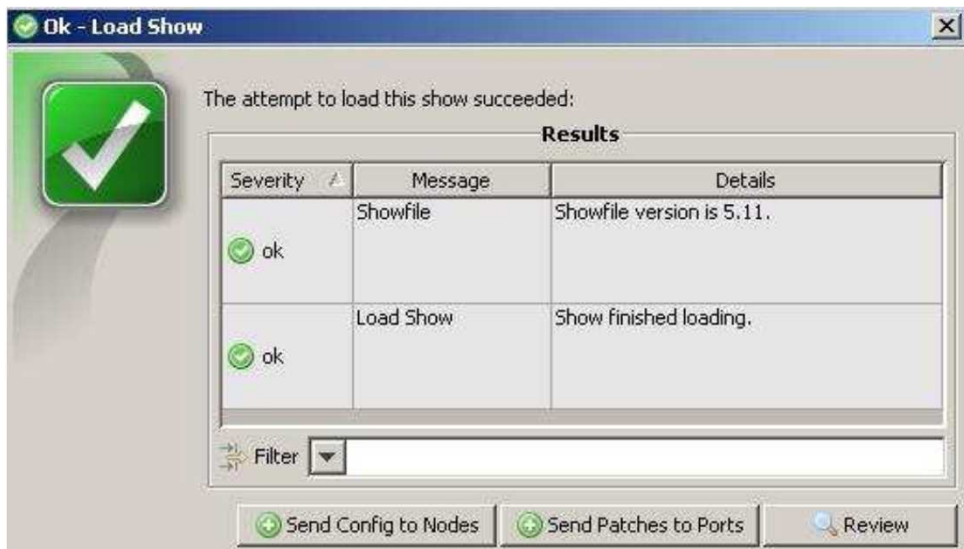 Ok - Load Show
The attempt to load this show succeeded:
Results
Severity Message Details
Showfile Showfile version is 5.11.
ok
Load Show Show finished loading.
ok
Filter
Send Config to Nodes Send Patches to Ports Review